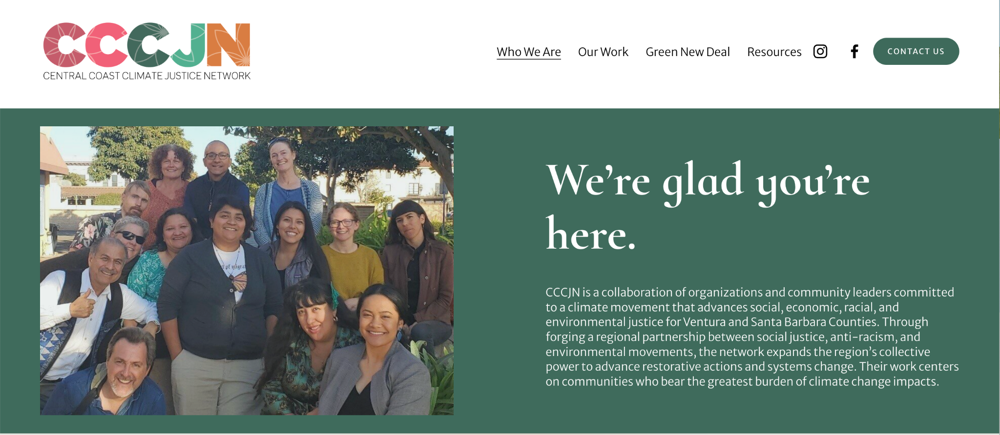 CCCJN
CENTRAL COAST CLIMATE JUSTICE NETWORK
Who We Are
Our Work
Green New Deal
Resources
CONTACT US
We’re glad you’re
here.
CCCJN is a collaboration of organizations and community leaders committed
to a climate movement that advances social, economic, racial, and
environmental justice for Ventura and Santa Barbara Counties. Through
forging a regional partnership between social justice, anti-racism, and
environmental movements, the network expands the region’s collective
power to advance restorative actions and systems change. Their work centers
on communities who bear the greatest burden of climate change impacts.